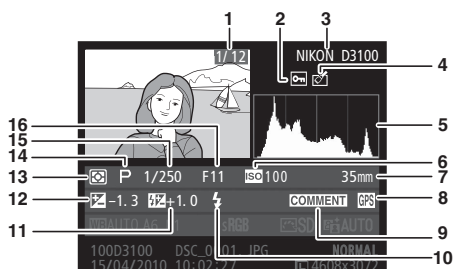 1 2 3
1/12 NIKON D3100 4
5
16
15
14 P 1/250 F11 ISO 100 35mm 6
13 7
12 –1.3 +1.0 COMMENT GPS 8
9
11 10
AUTO sRGB SD AUTO
100D3100 DSC_0001.JPG NORMAL
15/04/2010 10:02:27 4608x3072